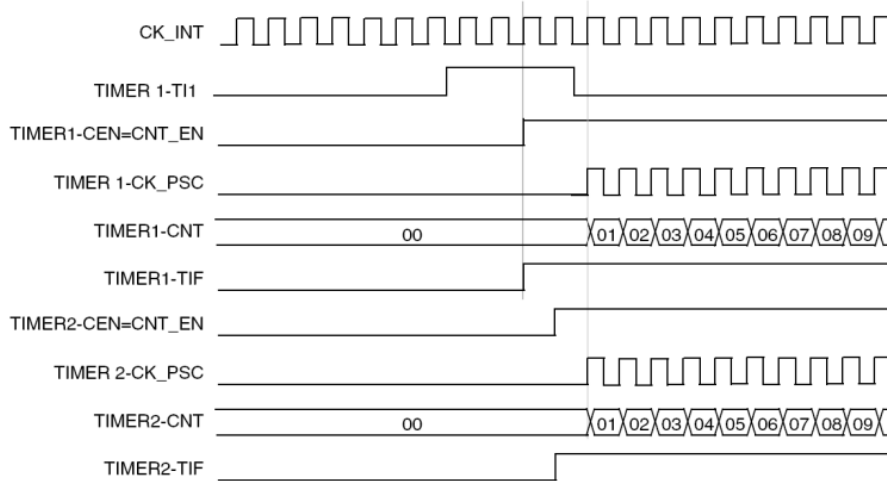 CK_INT
TIMER 1-TI1
TIMER1-CEN=CNT_EN
TIMER 1-CK_PSC
TIMER1-CNT 00 01 02 03 04 05 06 07 08 09
TIMER1-TIF
TIMER2-CEN=CNT_EN
TIMER 2-CK_PSC
TIMER2-CNT 00 01 02 03 04 05 06 07 08 09
TIMER2-TIF